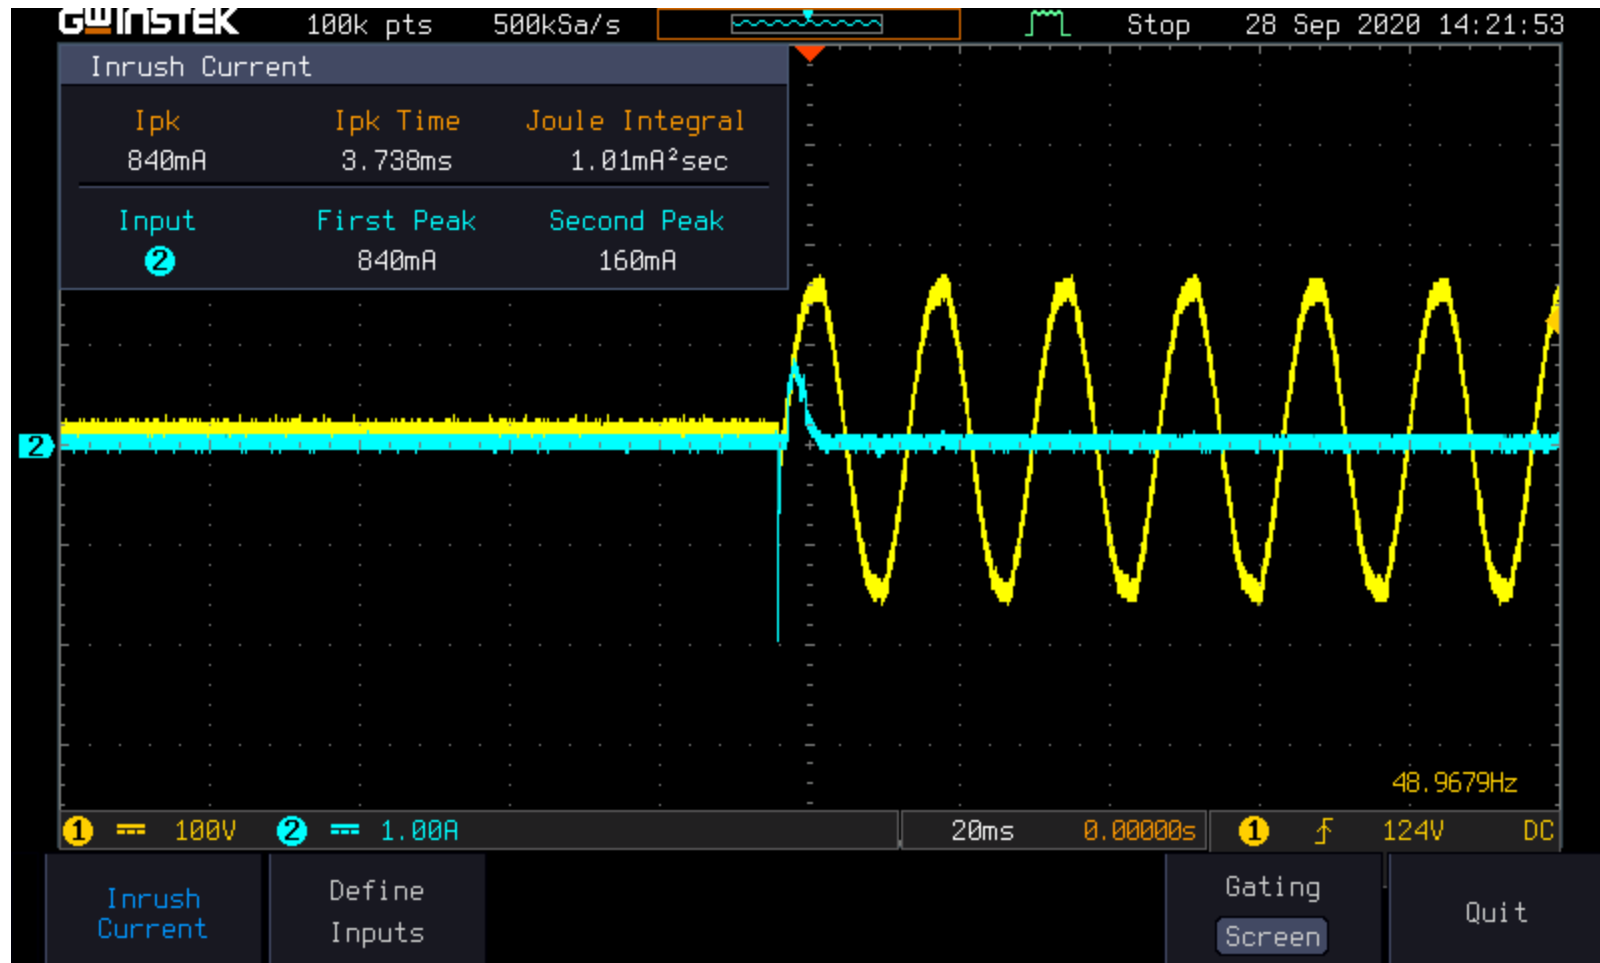 GWINSTEK 100k pts 500kSa/s Stop 28 Sep 2020 14:21:53
Inrush Current
Ipk Ipk Time Joule Integral
840mA 3.738ms 1.01mA²sec
Input First Peak Second Peak
2 840mA 160mA
2
48.9679Hz
1 100V 2 1.00A 20ms 0.00000s 1 124V DC
Inrush
Current
Define
Inputs
Gating
Screen
Quit